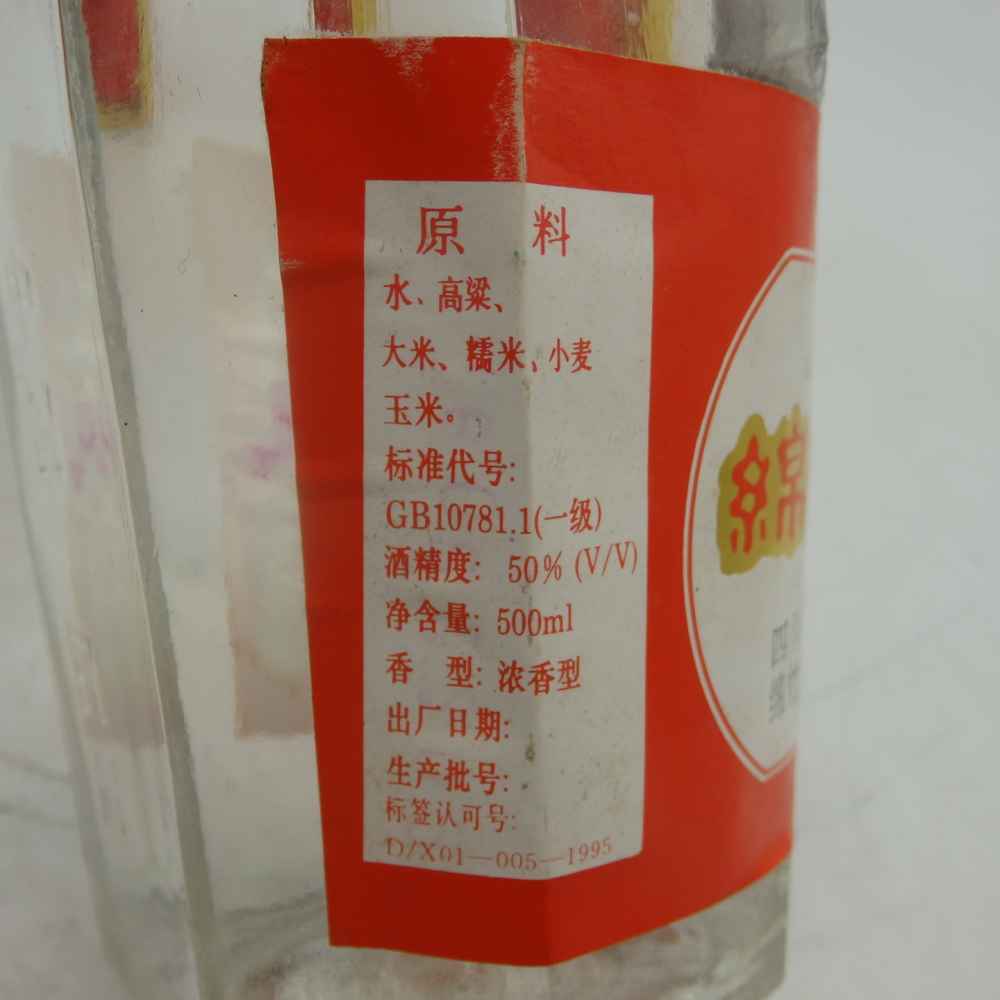 原 料
水、高粱、
大米、糯米、小麦
玉米。
标准代号:
GB10781.1(一级)
酒精度: 50% (V/V)
净含量: 500ml
香 型: 浓香型
出厂日期:
生产批号:
标签认可号:
D/X01—005—1995
綿
四